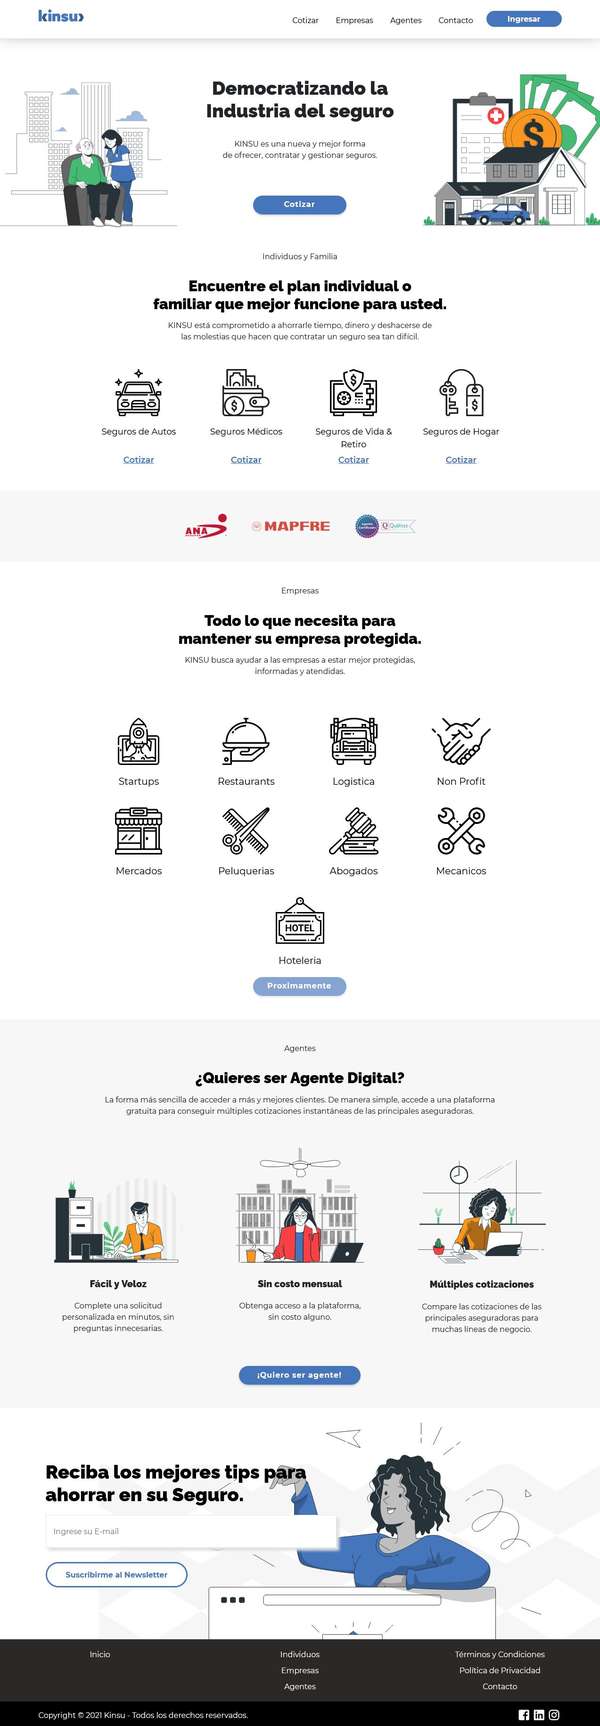 kinsu
Cotizar
Empresas
Agentes
Contacto
Ingresar
Democratizando la
Industria del seguro
KINSU es una nueva y mejor forma
de ofrecer, contratar y gestionar seguros.
Cotizar
Individuos y Familia
Encuentre el plan individual o
familiar que mejor funcione para usted.
KINSU está comprometido a ahorrarle tiempo, dinero y deshacerse de
las molestias que hacen que contratar un seguro sea tan difícil.
Seguros de Autos
Seguros Médicos
Seguros de Vida &
Retiro
Seguros de Hogar
Cotizar
Cotizar
Cotizar
Cotizar
ANA
MAPFRE
Quálitas
Empresas
Todo lo que necesita para
mantener su empresa protegida.
KINSU busca ayudar a las empresas a estar mejor protegidas,
informadas y atendidas.
Startups
Restaurants
Logistica
Non Profit
Mercados
Peluquerias
Abogados
Mecanicos
HOTEL
Hoteleria
Proximamente
Agentes
¿Quieres ser Agente Digital?
La forma más sencilla de acceder a más y mejores clientes. De manera simple, accede a una plataforma
gratuita para conseguir múltiples cotizaciones instantáneas de las principales aseguradoras.
Fácil y Veloz
Complete una solicitud
personalizada en minutos, sin
preguntas innecesarias.
Sin costo mensual
Obtenga acceso a la plataforma,
sin costo alguno.
Múltiples cotizaciones
Compare las cotizaciones de las
principales aseguradoras para
muchas líneas de negocio.
¡Quiero ser agente!
Reciba los mejores tips para
ahorrar en su Seguro.
Ingrese su E-mail
Suscribirme al Newsletter
Inicio
Individuos
Empresas
Agentes
Términos y Condiciones
Política de Privacidad
Contacto
Copyright © 2021 Kinsu - Todos los derechos reservados.